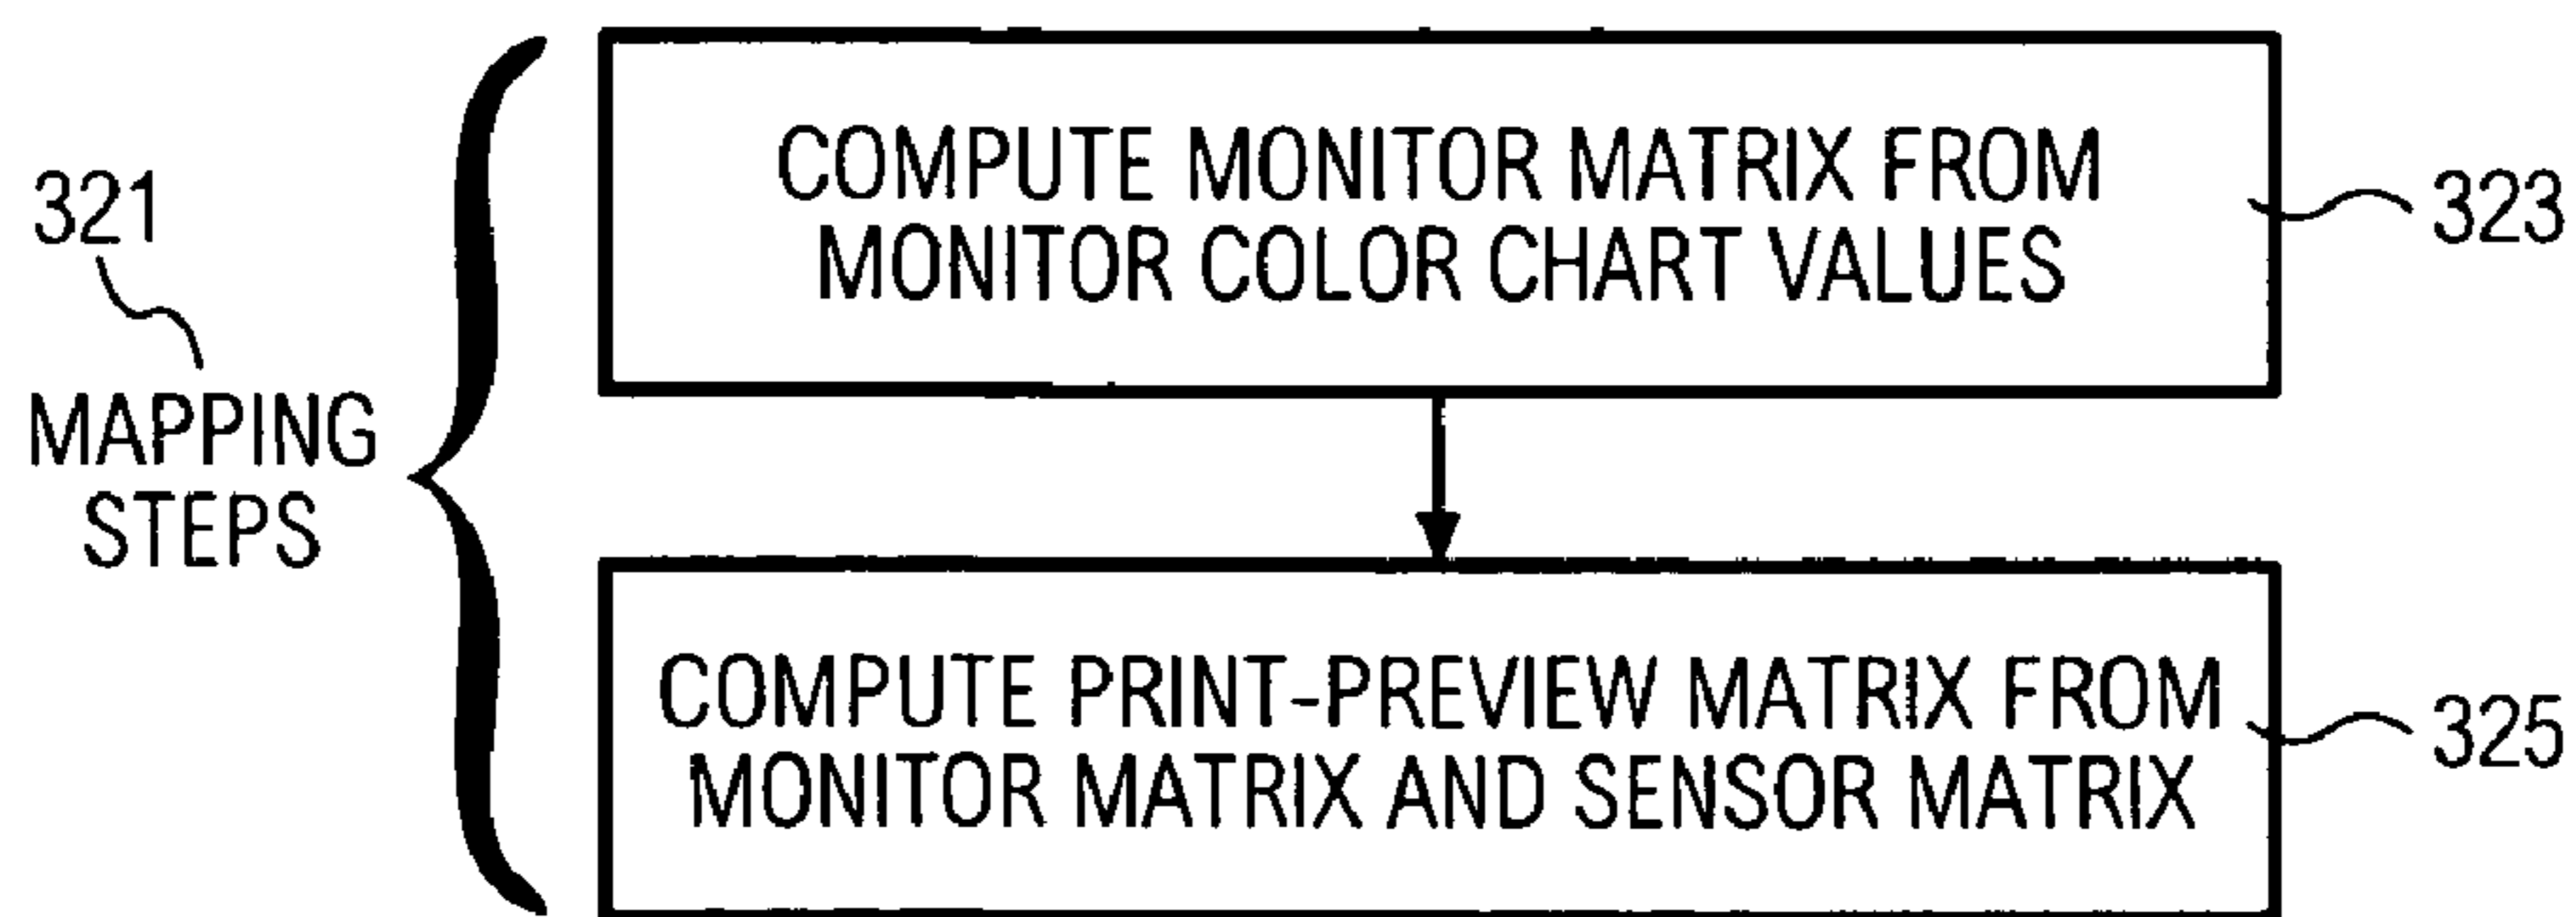 321
MAPPING
STEPS
COMPUTE MONITOR MATRIX FROM
MONITOR COLOR CHART VALUES
323
COMPUTE PRINT-PREVIEW MATRIX FROM
MONITOR MATRIX AND SENSOR MATRIX
325